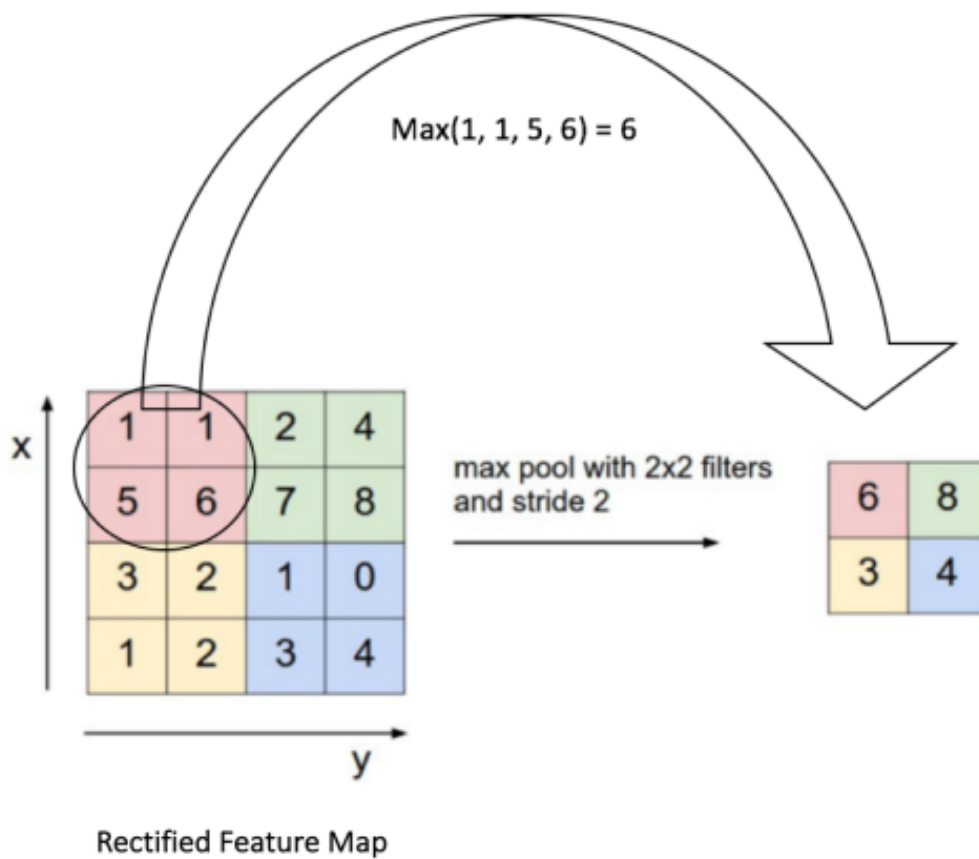 Max(1, 1, 5, 6) = 6
x
1 1 2 4
5 6 7 8
3 2 1 0
1 2 3 4
y
max pool with 2x2 filters
and stride 2
6 8
3 4
Rectified Feature Map